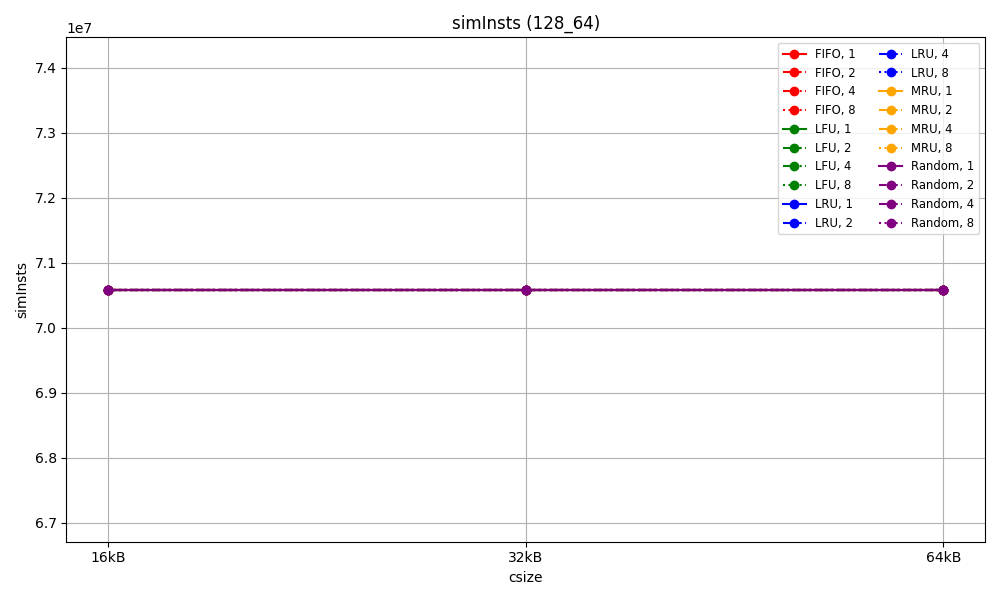 simInsts (128_64)
1e7
7.4
7.3
7.2
7.1
7.0
6.9
6.8
6.7
simInsts
16kB
32kB
64kB
csize
FIFO, 1
FIFO, 2
FIFO, 4
FIFO, 8
LFU, 1
LFU, 2
LFU, 4
LFU, 8
LRU, 1
LRU, 2
LRU, 4
LRU, 8
MRU, 1
MRU, 2
MRU, 4
MRU, 8
Random, 1
Random, 2
Random, 4
Random, 8